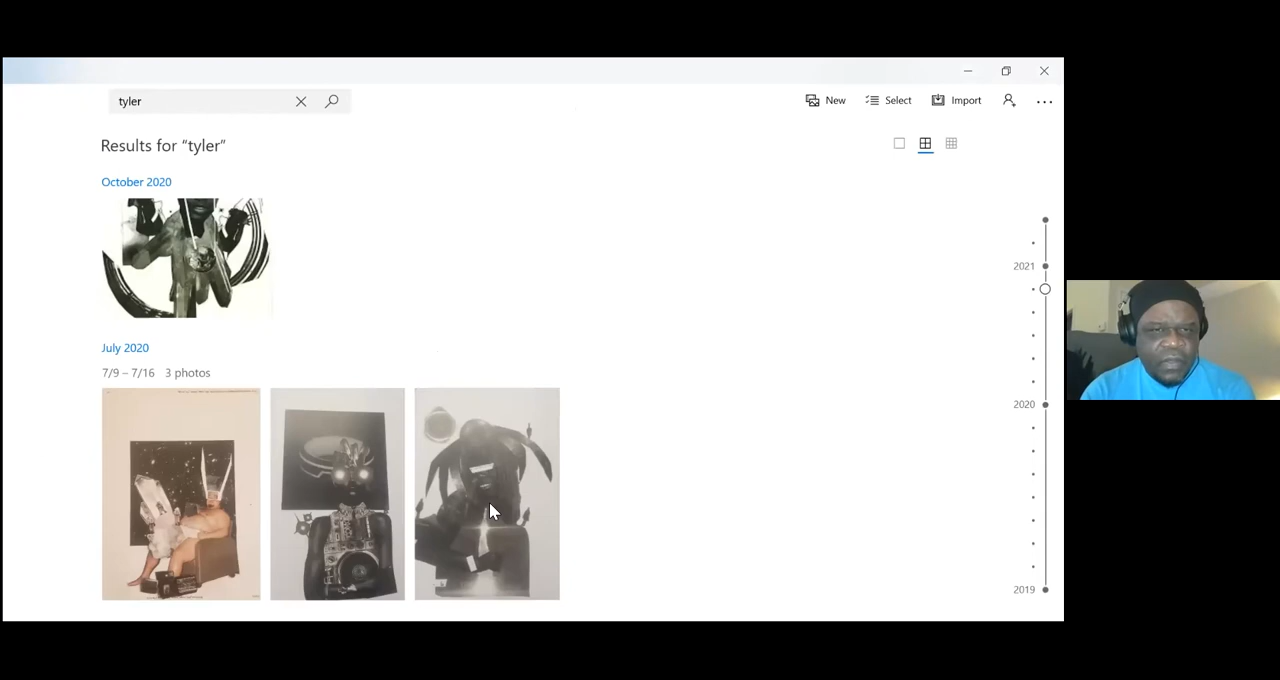 tyler
New
Select
Import
Results for “tyler”
October 2020
July 2020
7/9 – 7/16 3 photos
2021
2020
2019